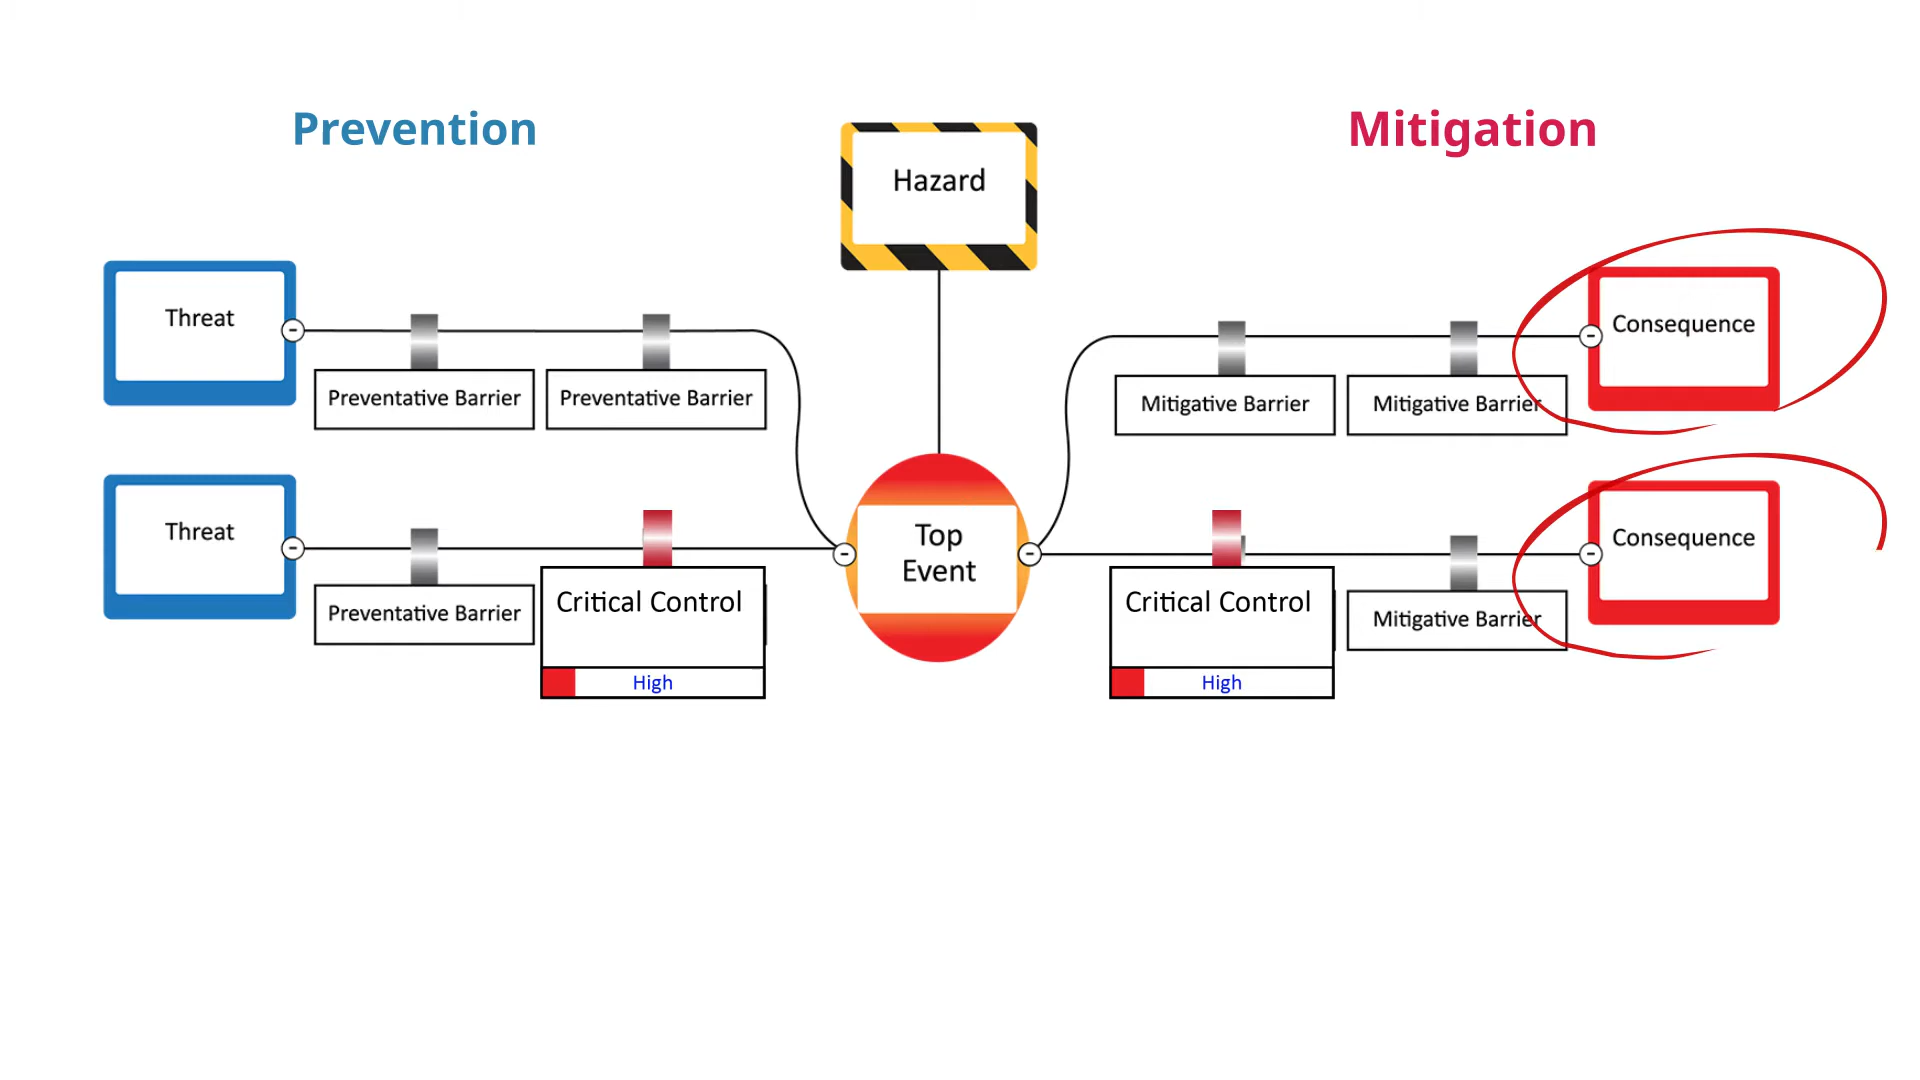 Prevention
Mitigation
Hazard
Threat
Preventative Barrier
Preventative Barrier
Mitigative Barrier
Mitigative Barrier
Consequence
Threat
Preventative Barrier
Critical Control
High
Top
Event
Critical Control
High
Mitigative Barrier
Consequence